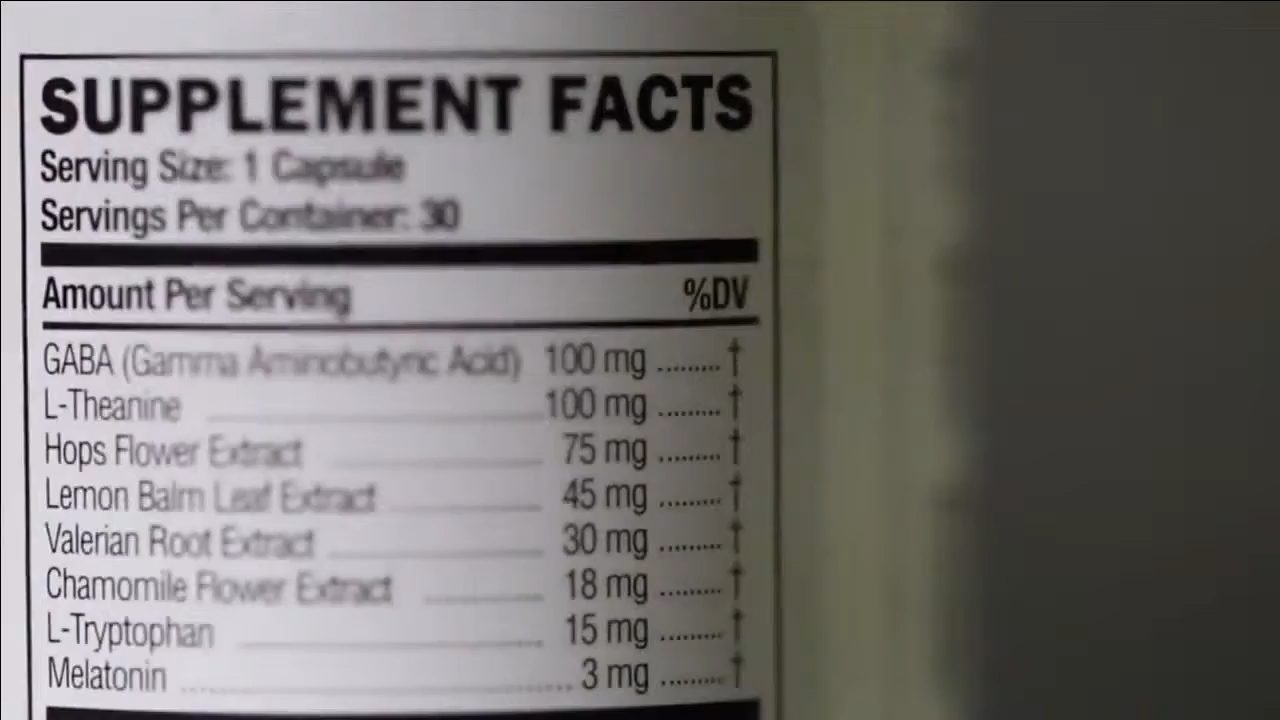 SUPPLEMENT FACTS
Serving Size: 1 Capsule
Servings Per Container: 30
Amount Per Serving %DV
GABA (Gamma Aminobutyric Acid) 100 mg ......... †
L-Theanine 100 mg ......... †
Hops Flower Extract 75 mg ......... †
Lemon Balm Leaf Extract 45 mg ......... †
Valerian Root Extract 30 mg ......... †
Chamomile Flower Extract 18 mg ......... †
L-Tryptophan 15 mg ......... †
Melatonin 3 mg ......... †